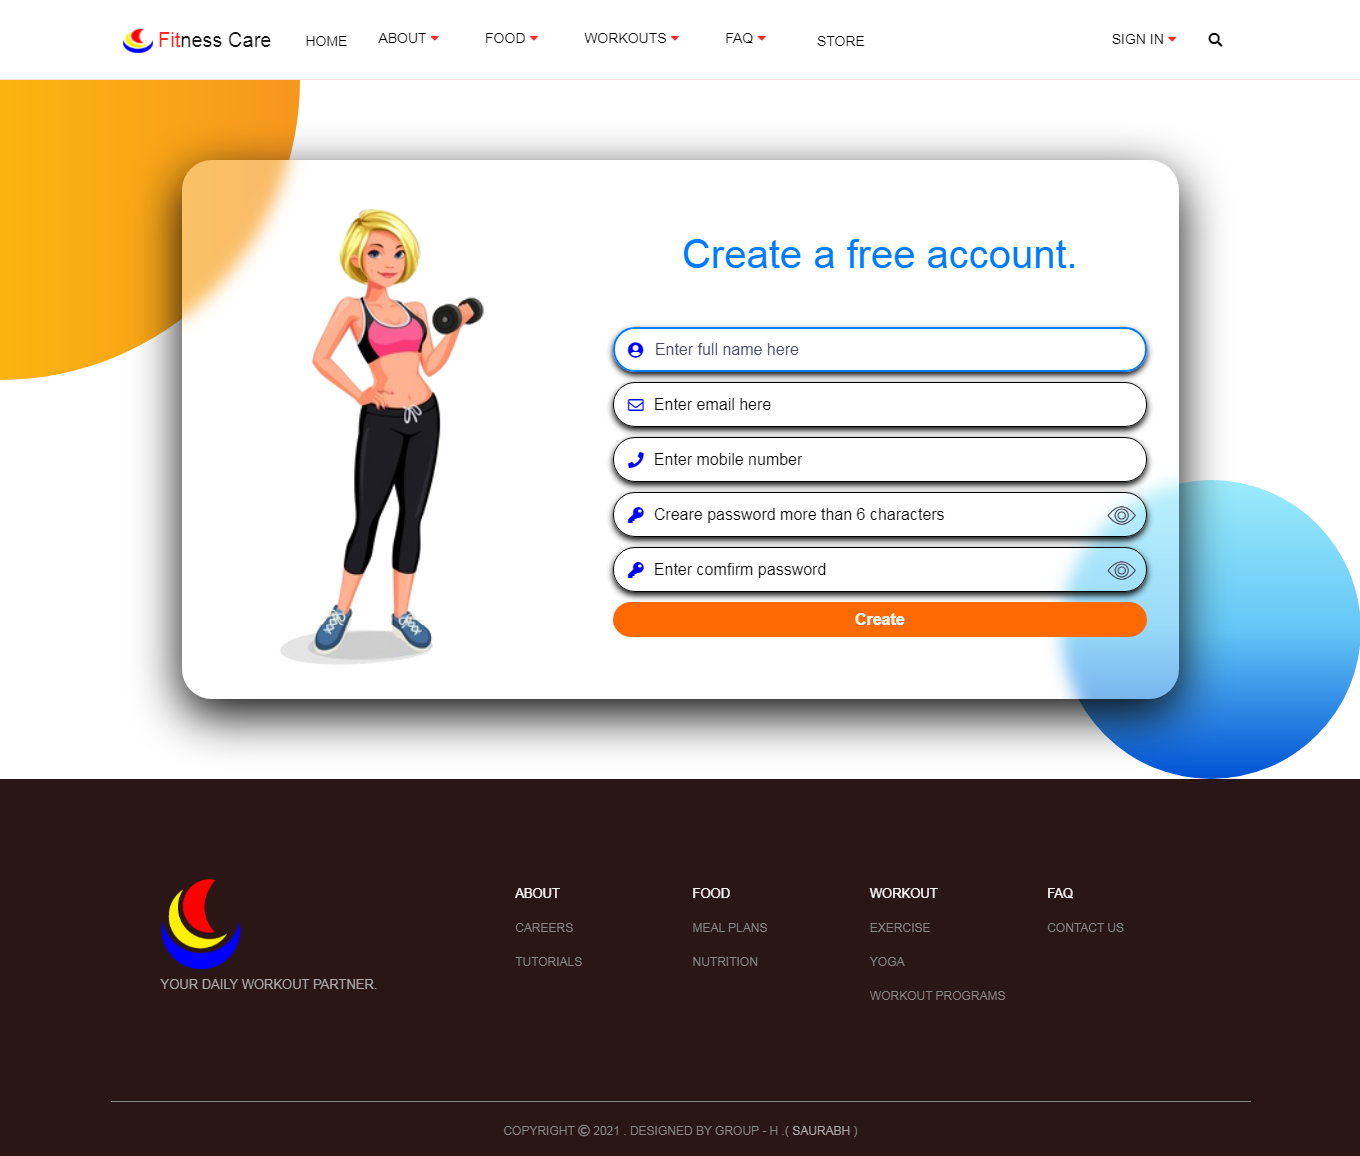 Fitness Care HOME ABOUT FOOD WORKOUTS FAQ STORE SIGN IN
Create a free account.
Enter full name here
Enter email here
Enter mobile number
Creare password more than 6 characters
Enter comfirm password
Create
ABOUT FOOD WORKOUT FAQ
CAREERS MEAL PLANS EXERCISE CONTACT US
TUTORIALS NUTRITION YOGA
YOUR DAILY WORKOUT PARTNER.
WORKOUT PROGRAMS
COPYRIGHT © 2021 . DESIGNED BY GROUP - H .( SAURABH )